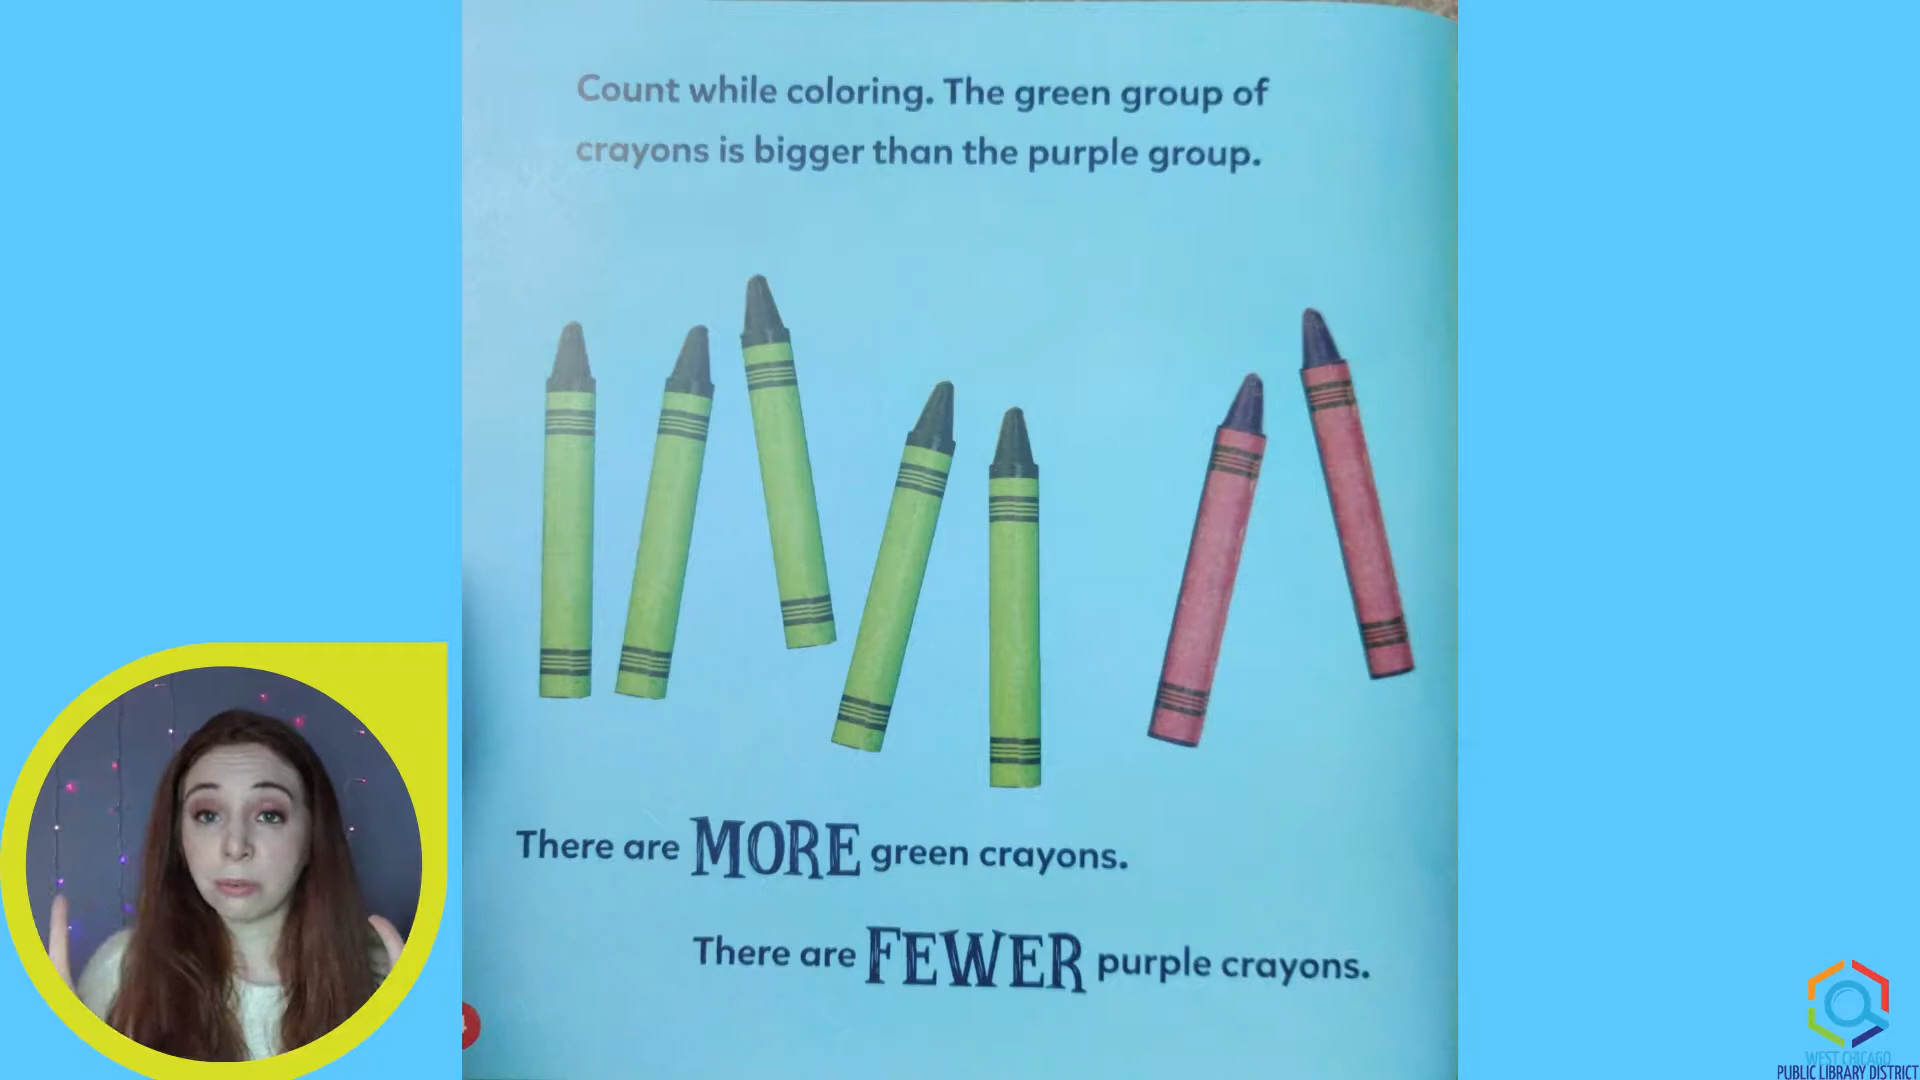 Count while coloring. The green group of
crayons is bigger than the purple group.
There are MORE green crayons.
There are FEWER purple crayons.
WEST CHICAGO
PUBLIC LIBRARY DISTRICT